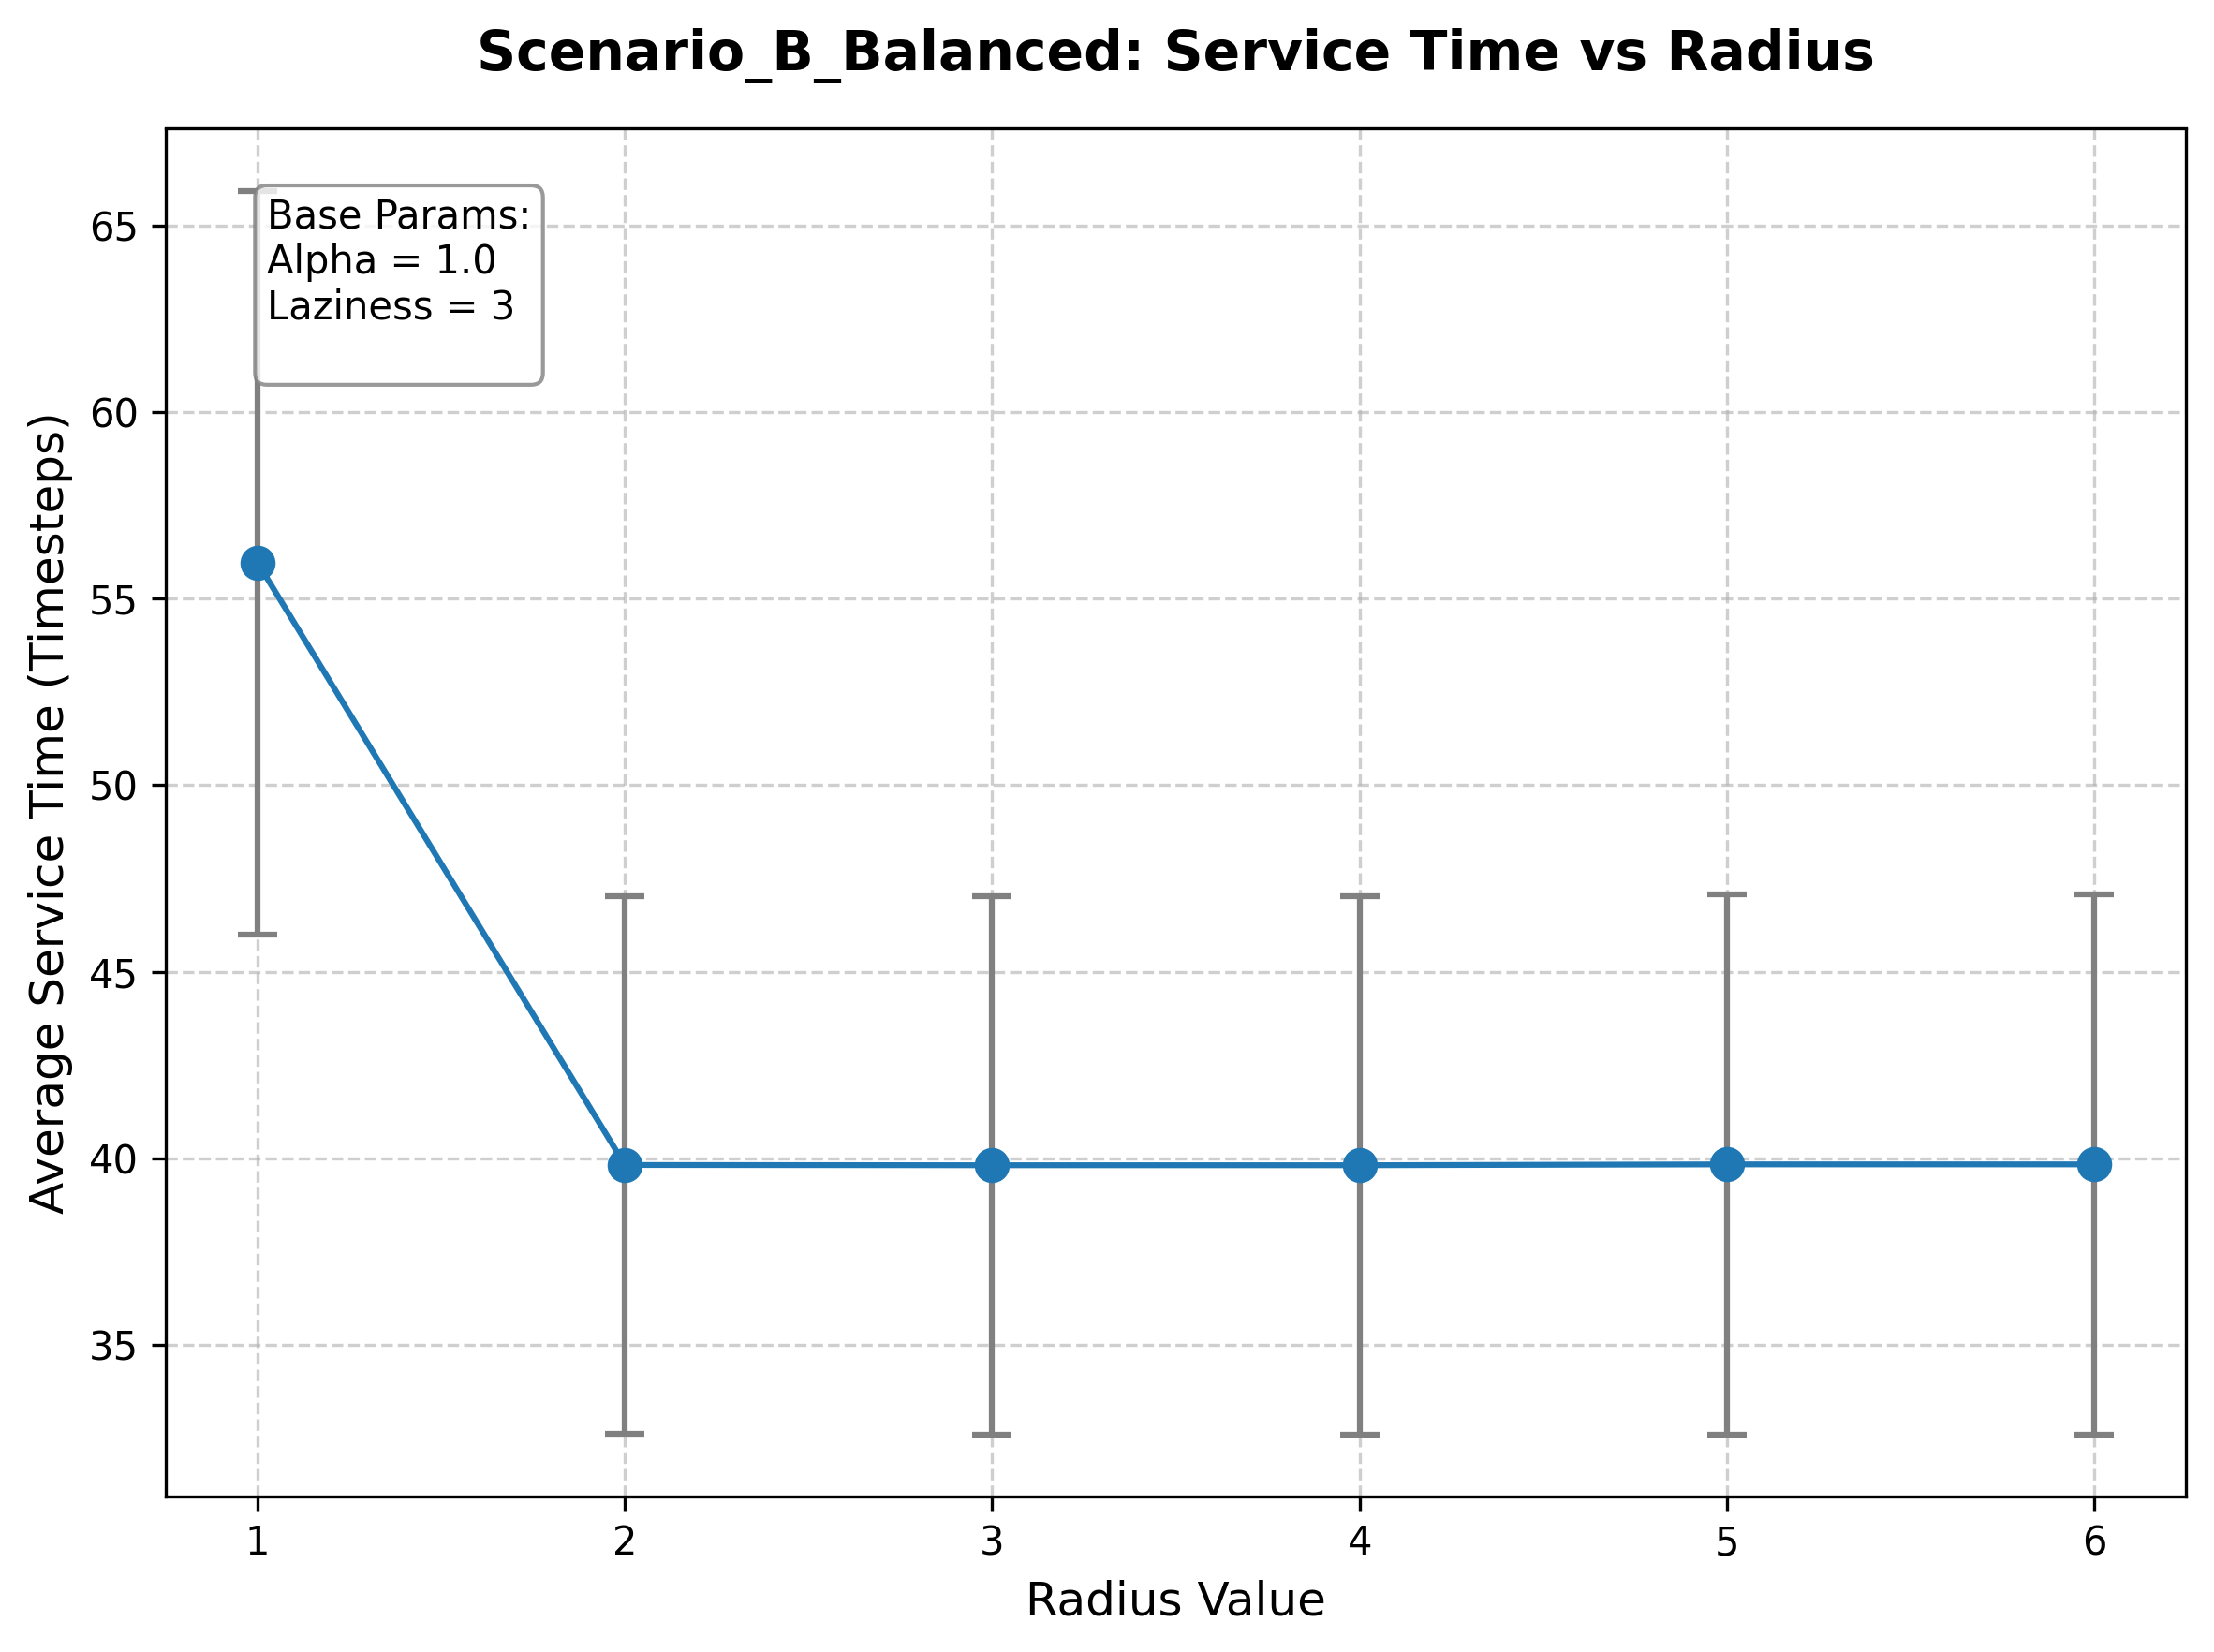 Scenario_B_Balanced: Service Time vs Radius
Base Params:
Alpha = 1.0
Laziness = 3
Average Service Time (Timesteps)
65
60
55
50
45
40
35
1 2 3 4 5 6
Radius Value